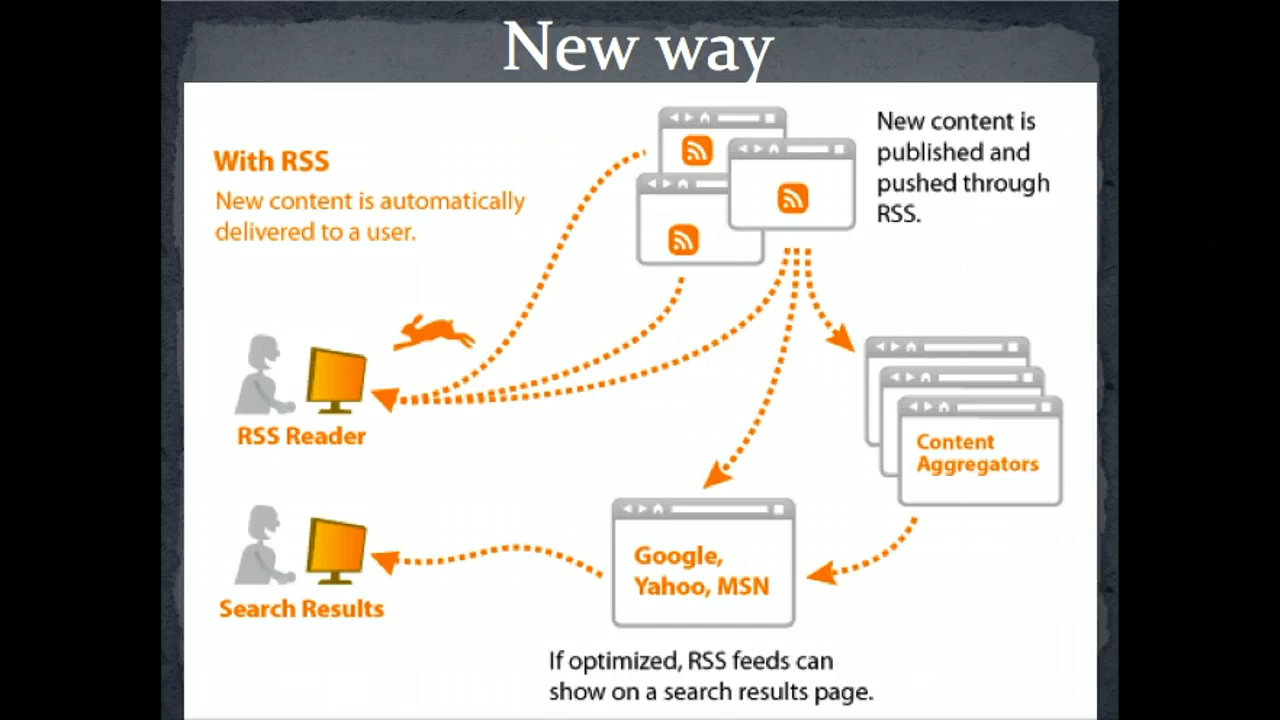 New way
With RSS
New content is automatically
delivered to a user.
New content is
published and
pushed through
RSS.
RSS Reader
Content
Aggregators
Google,
Yahoo, MSN
Search Results
If optimized, RSS feeds can
show on a search results page.